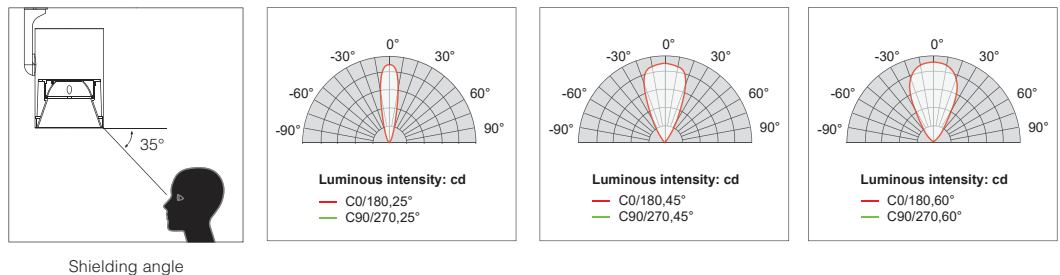 35°
Shielding angle
0°
-30° 30°
-60° 60°
-90° 90°
Luminous intensity: cd
C0/180,25°
C90/270,25°
0°
-30° 30°
-60° 60°
-90° 90°
Luminous intensity: cd
C0/180,45°
C90/270,45°
0°
-30° 30°
-60° 60°
-90° 90°
Luminous intensity: cd
C0/180,60°
C90/270,60°